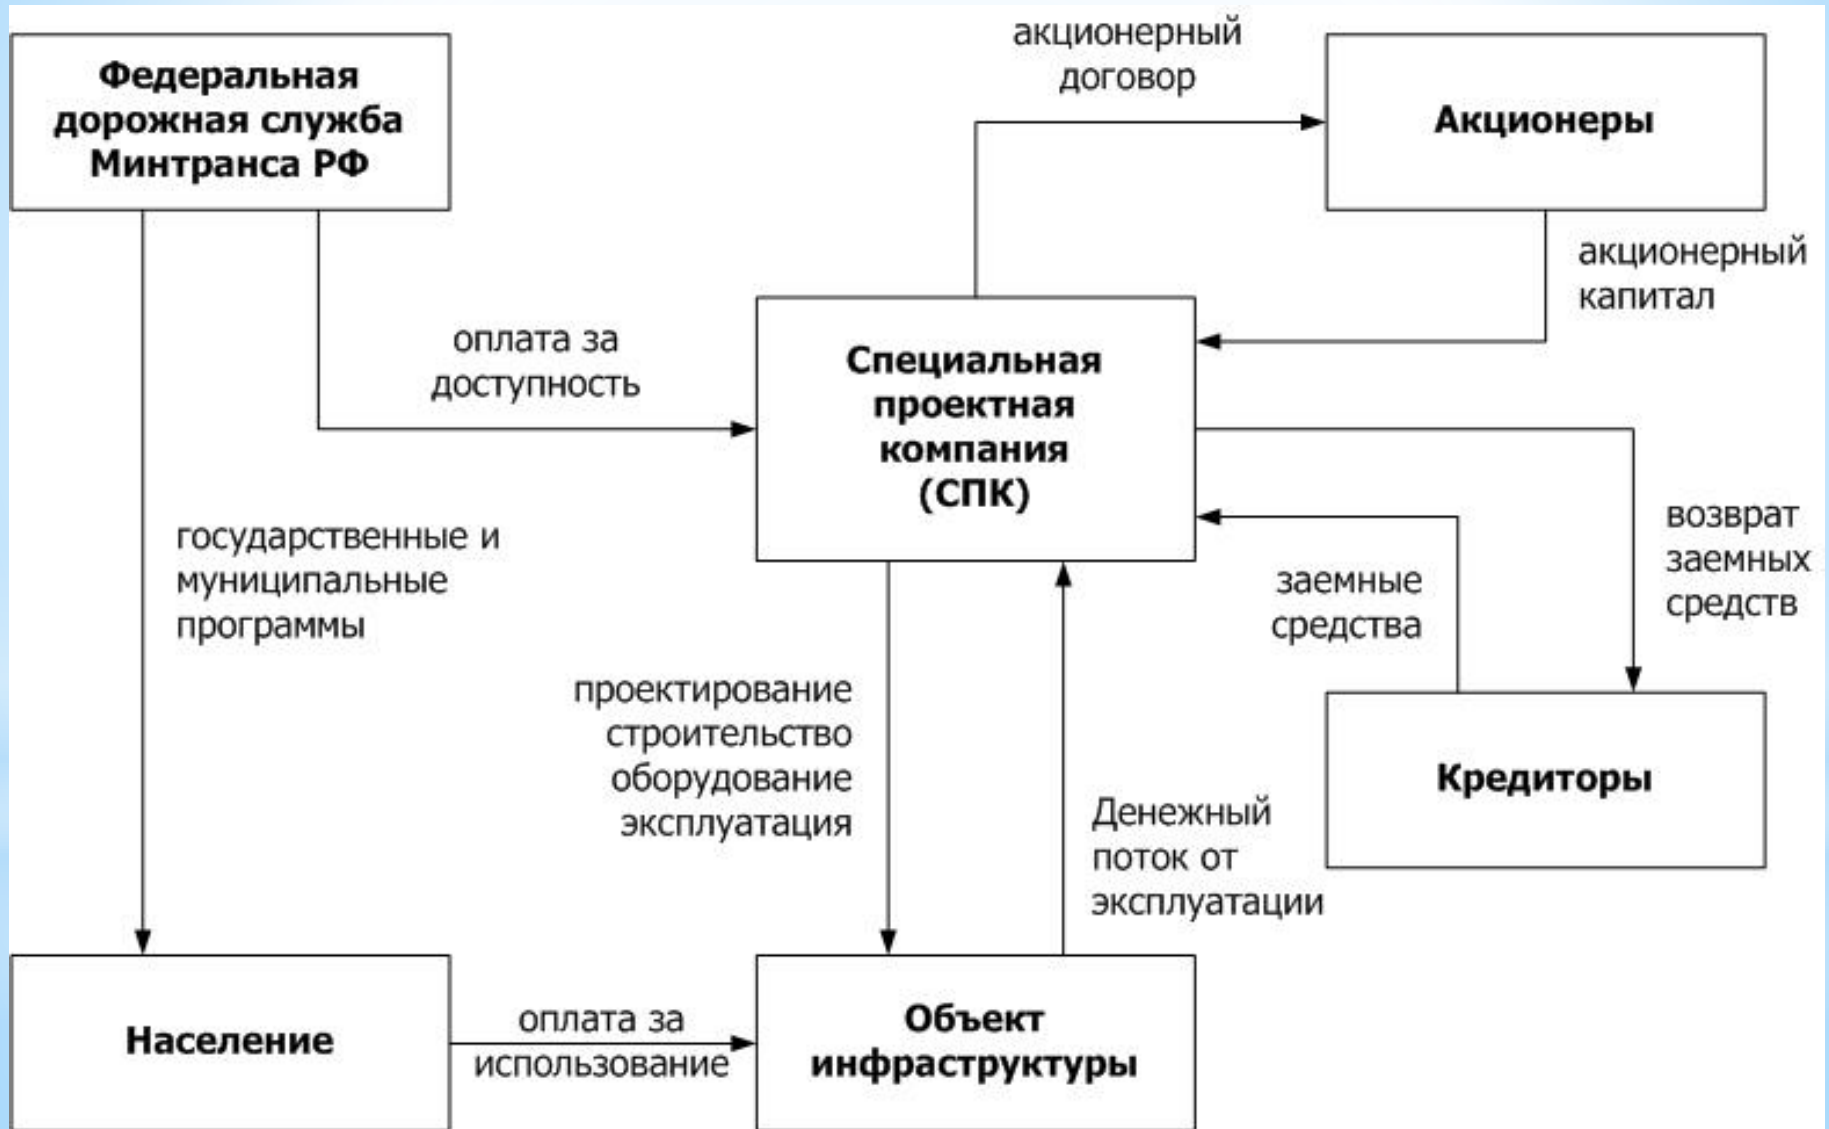 Федеральная
дорожная служба
Минтранса РФ
акционерный
договор
Акционеры
акционерный
капитал
оплата за
доступность
Специальная
проектная
компания
(СПК)
государственные и
муниципальные
программы
заемные
средства
возврат
заемных
средств
проектирование
строительство
оборудование
эксплуатация
Денежный
поток от
эксплуатации
Кредиторы
Население
оплата за
использование
Объект
инфраструктуры